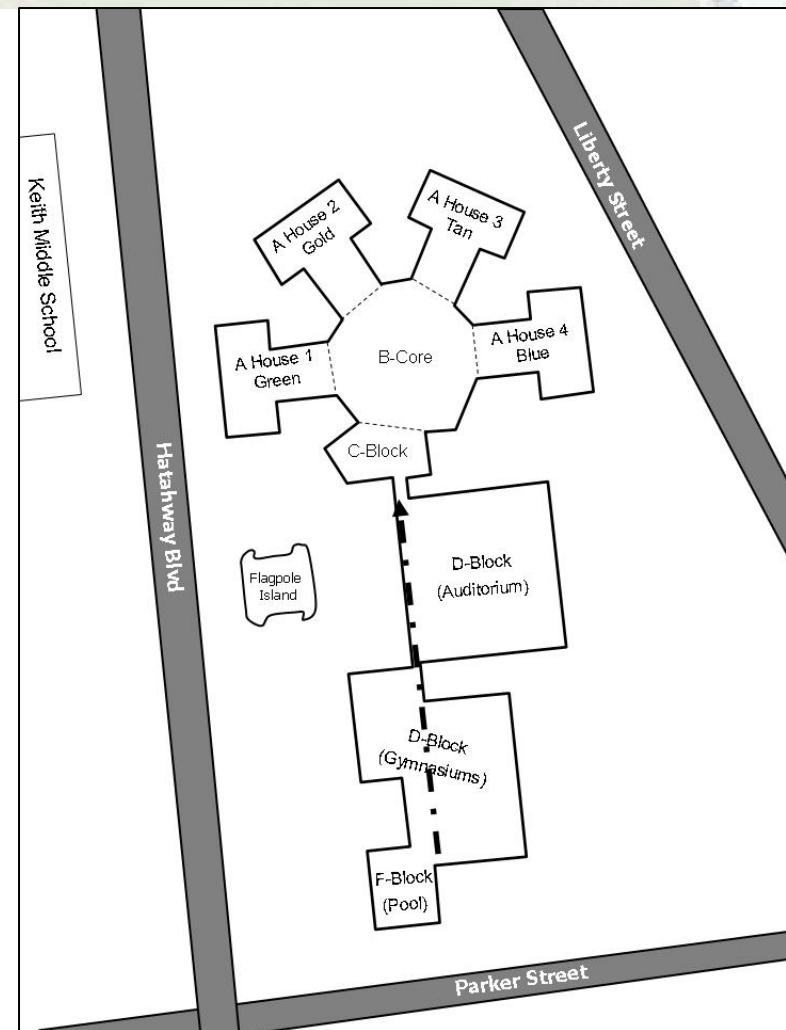 Liberty Street
Keith Middle School
A House 2
Gold
A House 3
Tan
A House 1
Green
B-Core
A House 4
Blue
C-Block
Hatahway Blvd
Flagpole
Island
D-Block
(Auditorium)
D-Block
(Gymnasiums)
F-Block
(Pool)
Parker Street